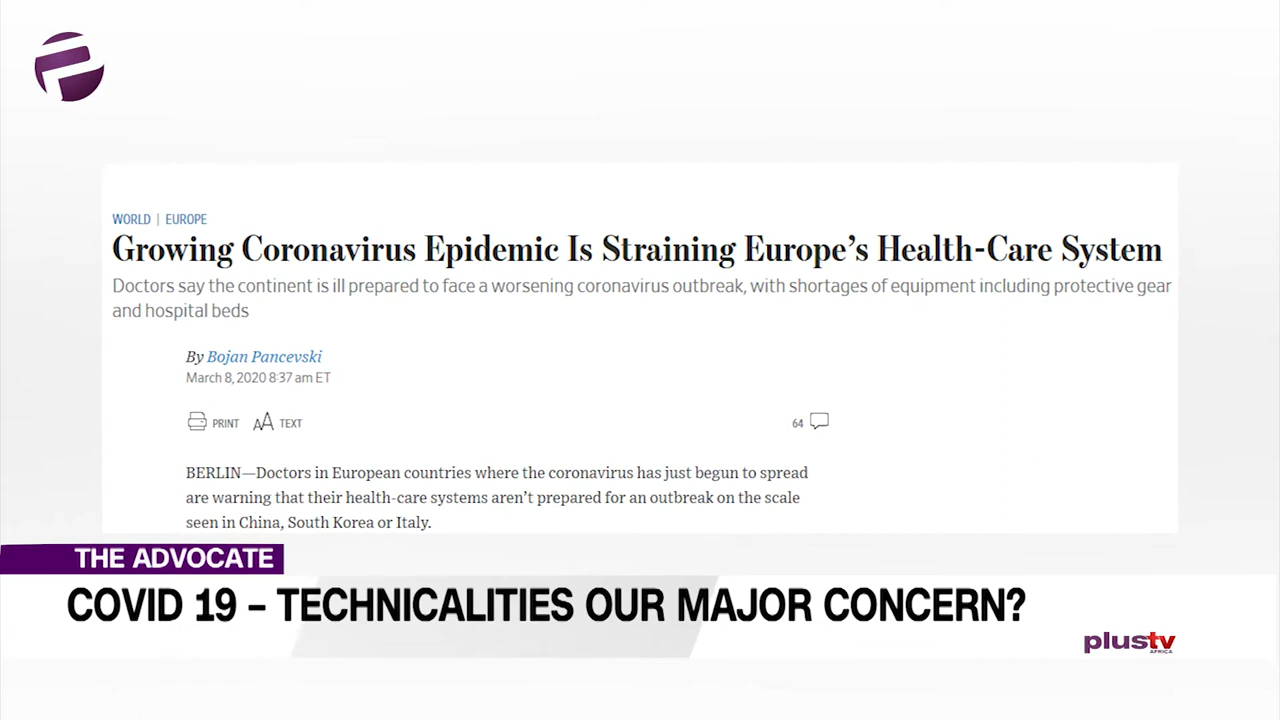 WORLD | EUROPE
Growing Coronavirus Epidemic Is Straining Europe's Health-Care System
Doctors say the continent is ill prepared to face a worsening coronavirus outbreak, with shortages of equipment including protective gear
and hospital beds
By Bojan Pancevski
March 8, 2020 8:37 am ET
PRINT AA TEXT 64
BERLIN—Doctors in European countries where the coronavirus has just begun to spread
are warning that their health-care systems aren't prepared for an outbreak on the scale
seen in China, South Korea or Italy.
THE ADVOCATE
COVID 19 – TECHNICALITIES OUR MAJOR CONCERN?
plustv
AFRICA